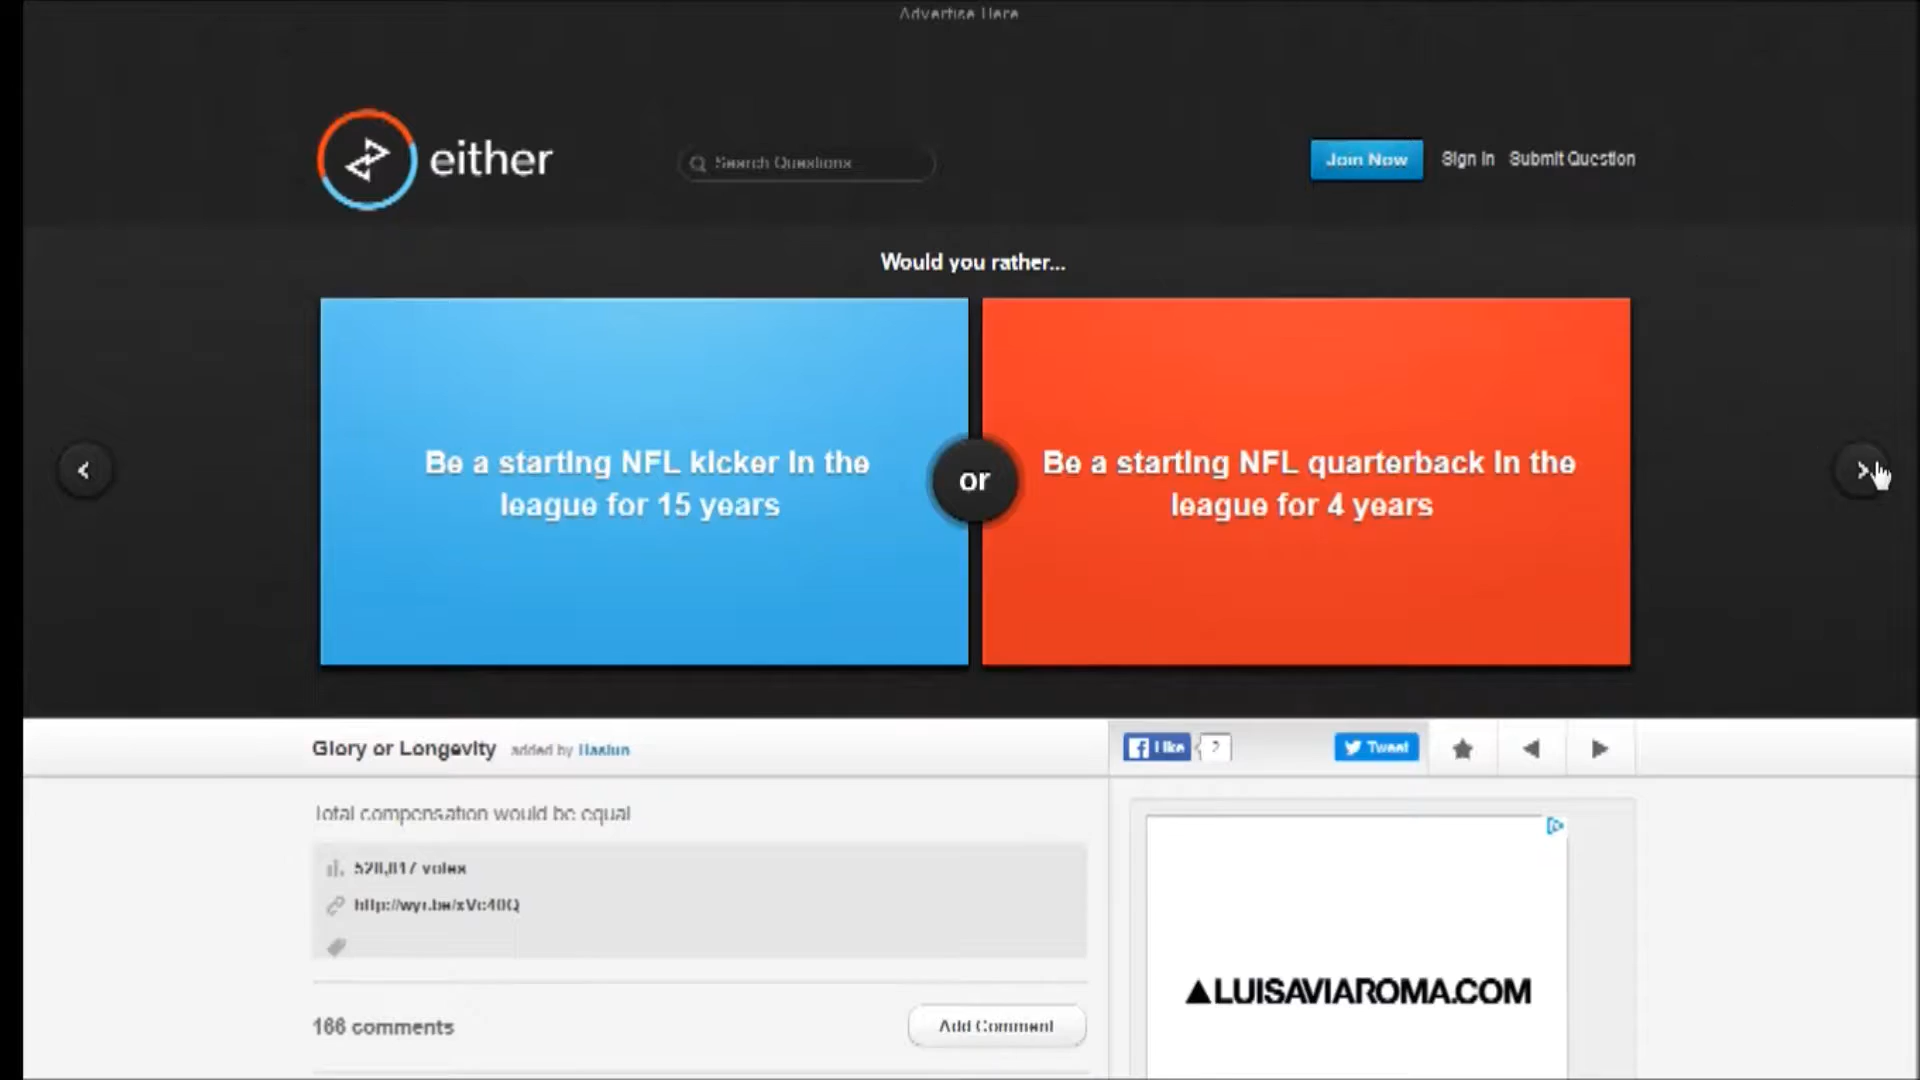 Advertise Here
either
Search Questions
Join Now
Sign In
Submit Question
Would you rather...
Be a starting NFL kicker in the
league for 15 years
or
Be a starting NFL quarterback in the
league for 4 years
Glory or Longevity
added by
Like
2
Tweet
Total compensation would be equal
votes
166 comments
Add Comment
LUISAVIAROMA.COM